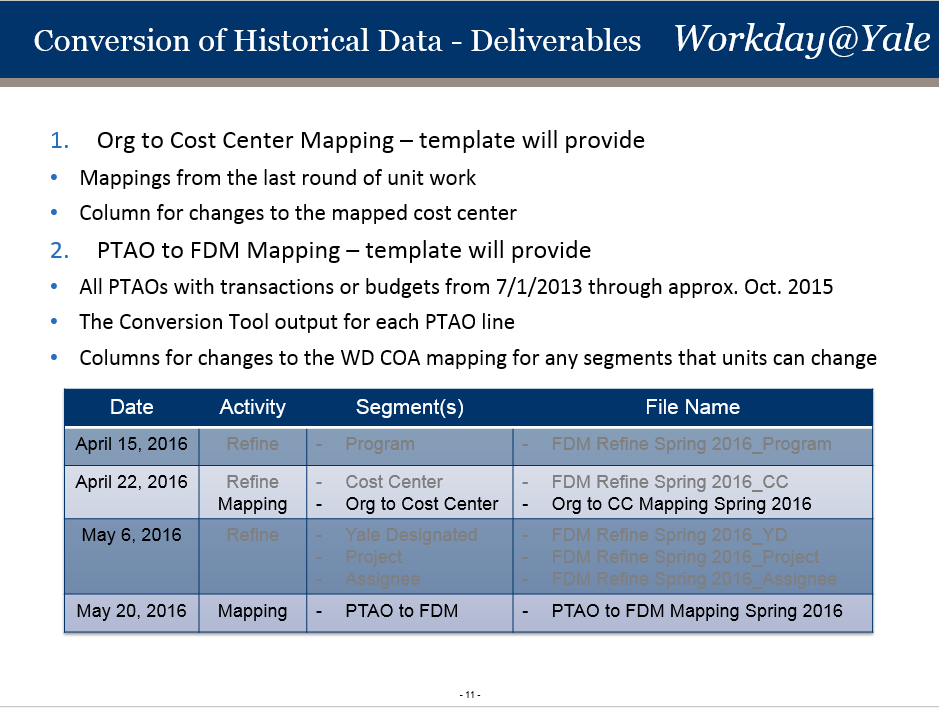 Conversion of Historical Data - Deliverables Workday@Yale
1. Org to Cost Center Mapping – template will provide
• Mappings from the last round of unit work
• Column for changes to the mapped cost center
2. PTAO to FDM Mapping – template will provide
• All PTAOs with transactions or budgets from 7/1/2013 through approx. Oct. 2015
• The Conversion Tool output for each PTAO line
• Columns for changes to the WD COA mapping for any segments that units can change
Date Activity Segment(s) File Name
April 15, 2016 Refine - Program - FDM Refine Spring 2016_Program
April 22, 2016 Refine - Cost Center - FDM Refine Spring 2016_CC
Mapping - Org to Cost Center - Org to CC Mapping Spring 2016
May 6, 2016 Refine - Yale Designated - FDM Refine Spring 2016_YD
- Project - FDM Refine Spring 2016_Project
- Assignee - FDM Refine Spring 2016_Assignee
May 20, 2016 Mapping - PTAO to FDM - PTAO to FDM Mapping Spring 2016
- 11 -